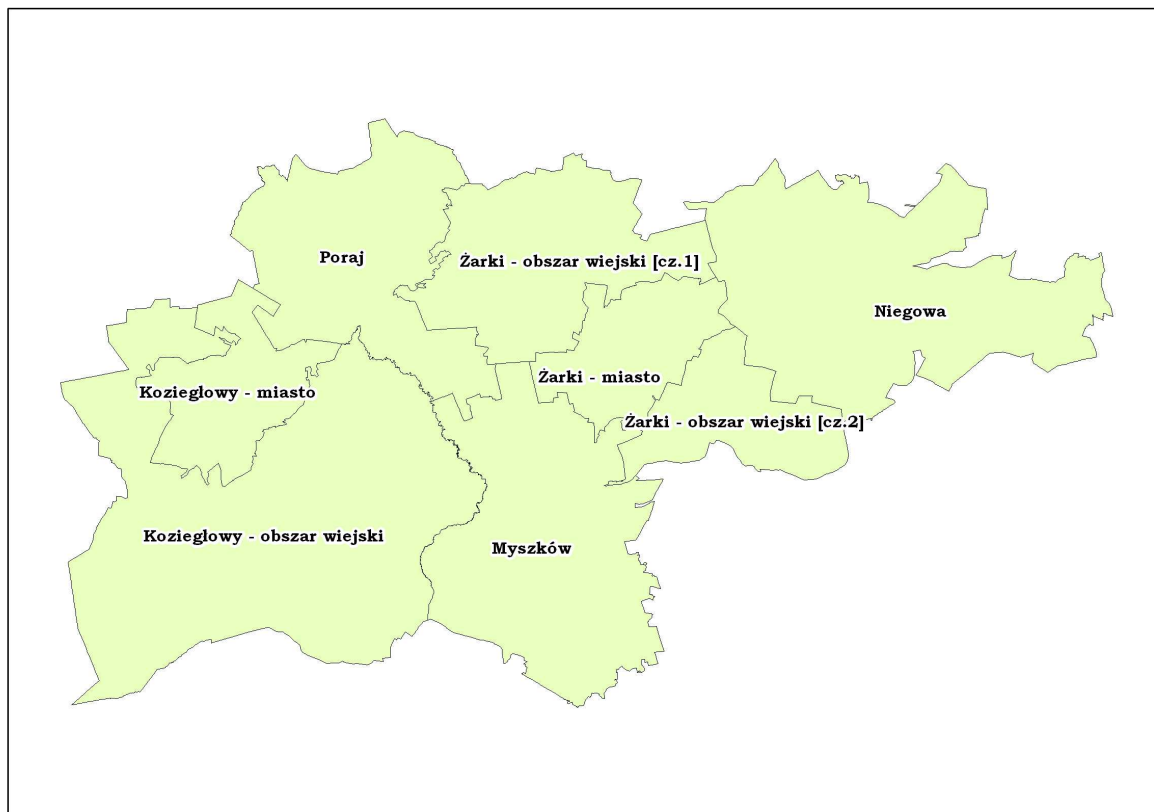 Poraj
Żarki - obszar wiejski [cz.1]
Niegowa
Żarki - miasto
Koziegłowy - miasto
Żarki - obszar wiejski [cz.2]
Koziegłowy - obszar wiejski
Myszków